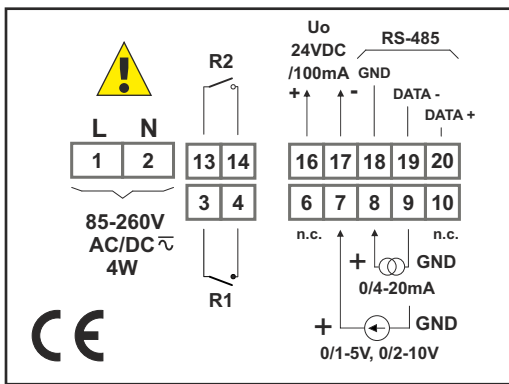 Uo
24VDC
/100mA
+ -
RS-485
GND
DATA -
DATA +
R2
L N
1 2
13 14
16 17 18 19 20
3 4
6 7 8 9 10
n.c. n.c.
85-260V
AC/DC
4W
R1
+ GND
0/4-20mA
+ GND
0/1-5V, 0/2-10V
CE